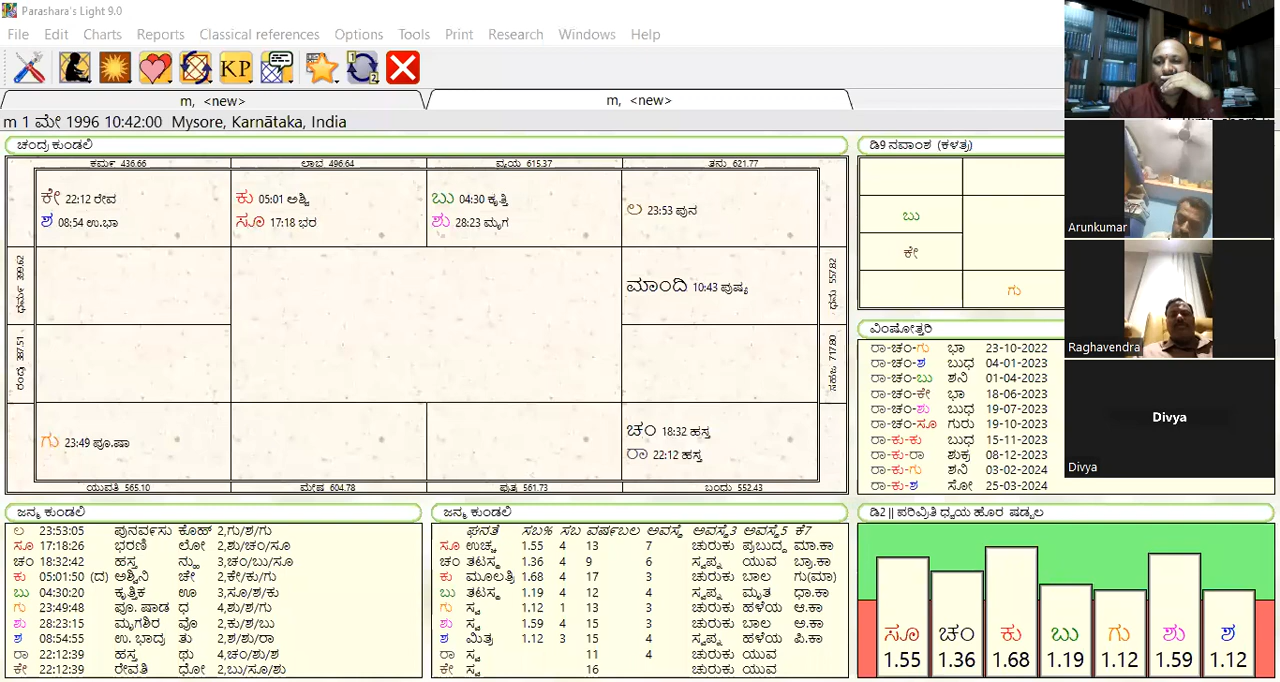 Parashara's Light 9.0
File Edit Charts Reports Classical references Options Tools Print Research Windows Help
KP
m, <new>
m, <new>
m 1 ಮೇ 1996 10:42:00 Mysore, Karnātaka, India
ಚಂದ್ರ ಕುಂಡಲಿ
ಡಿ9 ನವಾಂಶ (ಕಳತ್ರ)
ಕರ್ಮ 436.66
ಲಾಭ 496.64
ವ್ಯಯ 615.37
ತನು 621.77
ಕೇ 22:12 ರೇವ
ಶ 08:54 ಉ.ಭಾ
ಕು 05:01 ಅಶ್ವಿ
ಸೂ 17:18 ಭರ
ಬು 04:30 ಕೃತ್ತಿ
ಶು 28:23 ಮೃಗ
ಲ 23:53 ಪುನ
ಮಾಂದಿ 10:43 ಪುಷ್ಯ
ಗು 23:49 ಪೂ.ಷಾ
ಚಂ 18:32 ಹಸ್ತ
ರಾ 22:12 ಹಸ್ತ
ಧರ್ಮ 399.62
ರಂಧ್ರ 387.51
ಧನು 557.82
ಸಹಜ 717.80
ಯುವತಿ 565.10
604.78
ಪುತ್ರ 561.73
ಬಂದು 552.43
ಬು
ಕೇ
ಗು
ವಿಂಷೋತ್ತರಿ
ರಾ-ಚಂ-ಗು ಭಾ 23-10-2022
ರಾ-ಚಂ-ಶ ಬುಧ 04-01-2023
ರಾ-ಚಂ-ಬು ಶನಿ 01-04-2023
ರಾ-ಚಂ-ಕೇ ಭಾ 18-06-2023
ರಾ-ಚಂ-ಶು ಬುಧ 19-07-2023
ರಾ-ಚಂ-ಸೂ ಗುರು 19-10-2023
ರಾ-ಕು-ಕು ಬುಧ 15-11-2023
ರಾ-ಕು-ರಾ ಶುಕ್ರ 08-12-2023
ರಾ-ಕು-ಗು ಶನಿ 03-02-2024
ರಾ-ಕು-ಶ ಸೋ 25-03-2024
Arunkumar
Raghavendra
Divya
Divya
ಜನ್ಮ ಕುಂಡಲಿ
ಲ 23:53:05 ಪುನರ್ವಸು ಕೊಹ್ 2,ಗು/ಶ/ಗು
ಸೂ 17:18:26 ಭರಣಿ ಲೋ 2,ಶು/ಚಂ/ಸೂ
ಚಂ 18:32:42 ಹಸ್ತ 3,ಚಂ/ಬು/ಸೂ
ಕು 05:01:50 (ದ) ಅಶ್ವಿನಿ ಚೇ 2,ಕೇ/ಕು/ಗು
ಬು 04:30:20 ಕೃತ್ತಿಕ ಊ 3,ಸೂ/ಶ/ಕು
ಗು 23:49:48 ಪೂ. ಷಾಡ ಧ 4,ಶು/ಶ/ಗು
ಶು 28:23:15 ಮೃಗಶಿರ ವೊ 2,ಕು/ಶ/ಬು
ಶ 08:54:55 ಉ. ಭಾದ್ರ ತು 2,ಶ/ಶು/ರಾ
ರಾ 22:12:39 ಹಸ್ತ ಥು 4,ಚಂ/ಶು/ಶ
ಕೇ 22:12:39 ರೇವತಿ ಧೋ 2,ಬು/ಸೂ/ಶು
ಜನ್ಮ ಕುಂಡಲಿ
ಘನತೆ ಸಬ% ಸಬ ವರ್ಷಬಲ ಅವಸ್ಥೆ ಅವಸ್ಥೆ3 ಅವಸ್ಥೆ5 ಕೆ7
ಸೂ ಉಚ್ಚ 1.55 4 13 7 ಚುರುಕು ಪ್ರಬುದ್ಧ ಮಾ.ಕಾ
ಚಂ ತಟಸ್ಥ 1.36 4 9 6 ಸ್ವಪ್ನ ಯುವ ಬ್ರಾ.ಕಾ
ಕು ಮೂಲತ್ರಿ 1.68 4 17 3 ಚುರುಕು ಬಾಲ ಗು(ಮಾ)
ಬು ತಟಸ್ಥ 1.19 4 12 4 ಸ್ವಪ್ನ ಮೃತ ಧಾ.ಕಾ
ಗು ಸ್ವ 1.12 1 13 3 ಚುರುಕು ಹಳೆಯ ಆ.ಕಾ
ಶು ಸ್ವ 1.59 4 15 3 ಚುರುಕು ಬಾಲ ಅ.ಕಾ
ಶ ಮಿತ್ರ 1.12 3 15 4 ಸ್ವಪ್ನ ಹಳೆಯ ಪಿ.ಕಾ
ರಾ ಸ್ವ 11 4 ಚುರುಕು ಯುವ
ಕೇ ಸ್ವ 16 ಚುರುಕು ಯುವ
ಡಿ2 || ಪರಿವ್ರಿತಿ ಧ್ವಯ ಹೊರ ಷಡ್ಬಲ
ಸೂ ಚಂ ಕು ಬು ಗು ಶು ಶ
1.55 1.36 1.68 1.19 1.12 1.59 1.12